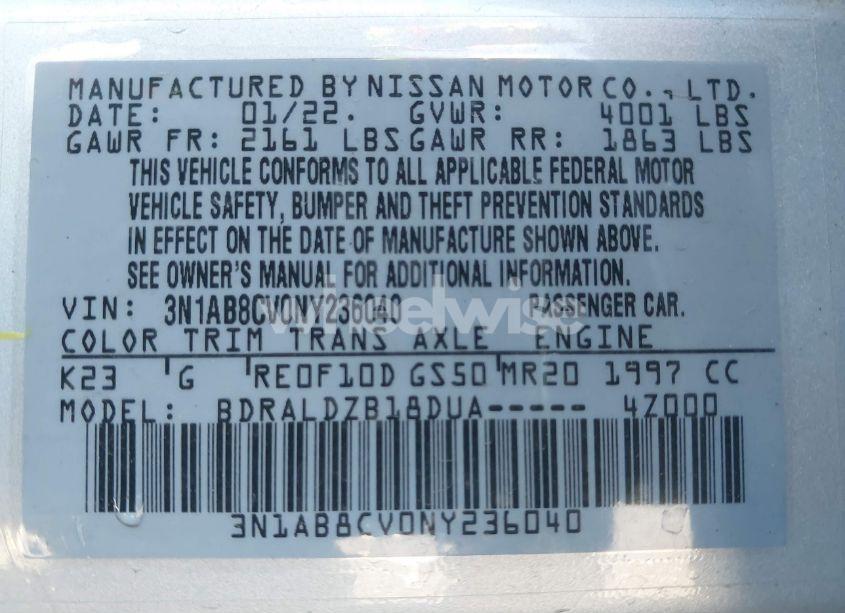 MANUFACTURED BY NISSAN MOTOR CO., LTD.
DATE: 01/22. GVWR: 4001 LBS
GAWR FR: 2161 LBS GAWR RR: 1863 LBS
THIS VEHICLE CONFORMS TO ALL APPLICABLE FEDERAL MOTOR
VEHICLE SAFETY, BUMPER AND THEFT PREVENTION STANDARDS
IN EFFECT ON THE DATE OF MANUFACTURE SHOWN ABOVE.
SEE OWNER'S MANUAL FOR ADDITIONAL INFORMATION.
wheelwise
VIN: 3N1AB8CV0NY236040 PASSENGER CAR.
COLOR TRIM TRANS AXLE ENGINE
K23 'G 'RE0F10D GS50'MR20 1997 CC
MODEL: BDRALDZB18DUA----- 4Z000
3N1AB8CV0NY236040